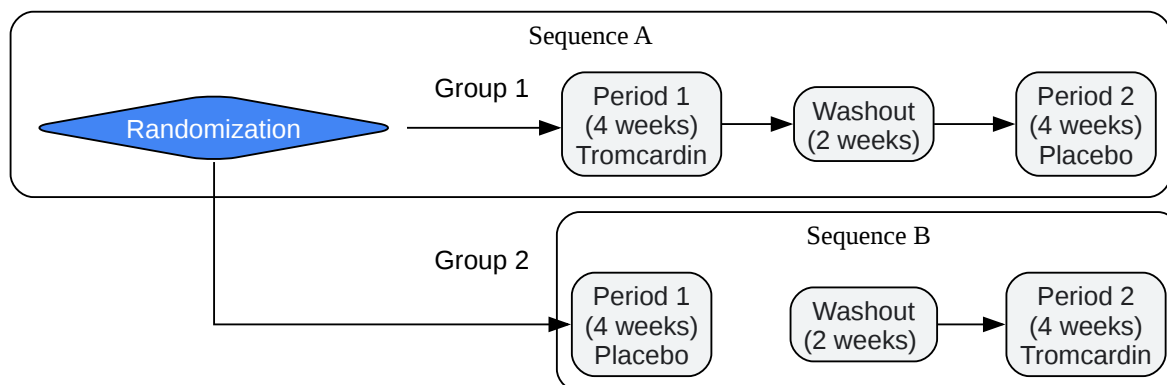 Sequence A
Randomization
Group 1
Period 1
(4 weeks)
Tromcardin
Washout
(2 weeks)
Period 2
(4 weeks)
Placebo
Sequence B
Group 2
Period 1
(4 weeks)
Placebo
Washout
(2 weeks)
Period 2
(4 weeks)
Tromcardin